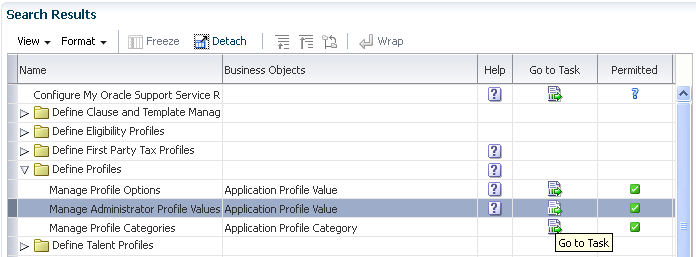 Search Results
View Format Freeze Detach Wrap
Name Business Objects Help Go to Task Permitted
Configure My Oracle Support Service R ? ?
Define Clause and Template Manag
Define Eligibility Profiles
Define First Party Tax Profiles ?
Define Profiles ?
Manage Profile Options Application Profile Value ?
Manage Administrator Profile Values Application Profile Value ?
Manage Profile Categories Application Profile Category
Go to Task
Define Talent Profiles